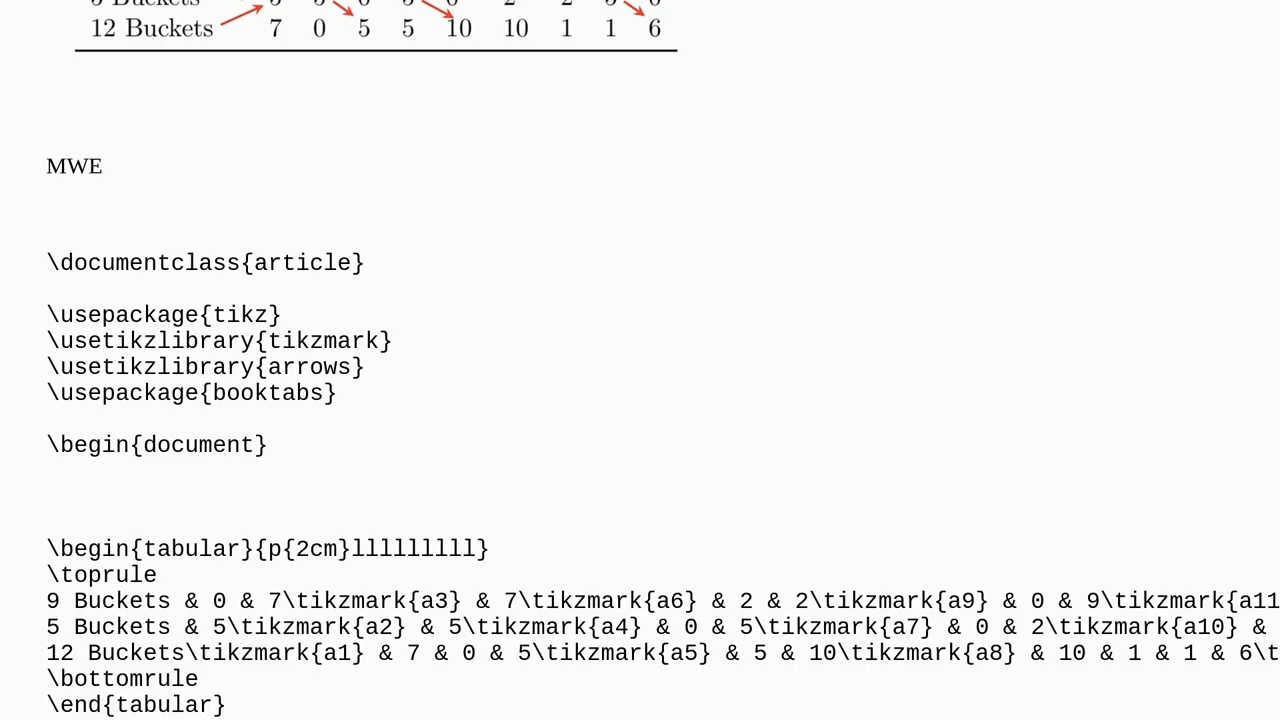 12 Buckets 7 0 5 5 10 10 1 1 6
MWE
\documentclass{article}
\usepackage{tikz}
\usetikzlibrary{tikzmark}
\usetikzlibrary{arrows}
\usepackage{booktabs}
\begin{document}
\begin{tabular}{p{2cm}lllllllll}
\toprule
9 Buckets & 0 & 7\tikzmark{a3} & 7\tikzmark{a6} & 2 & 2\tikzmark{a9} & 0 & 9\tikzmark{a11
5 Buckets & 5\tikzmark{a2} & 5\tikzmark{a4} & 0 & 5\tikzmark{a7} & 0 & 2\tikzmark{a10} &
12 Buckets\tikzmark{a1} & 7 & 0 & 5\tikzmark{a5} & 5 & 10\tikzmark{a8} & 10 & 1 & 1 & 6\t
\bottomrule
\end{tabular}